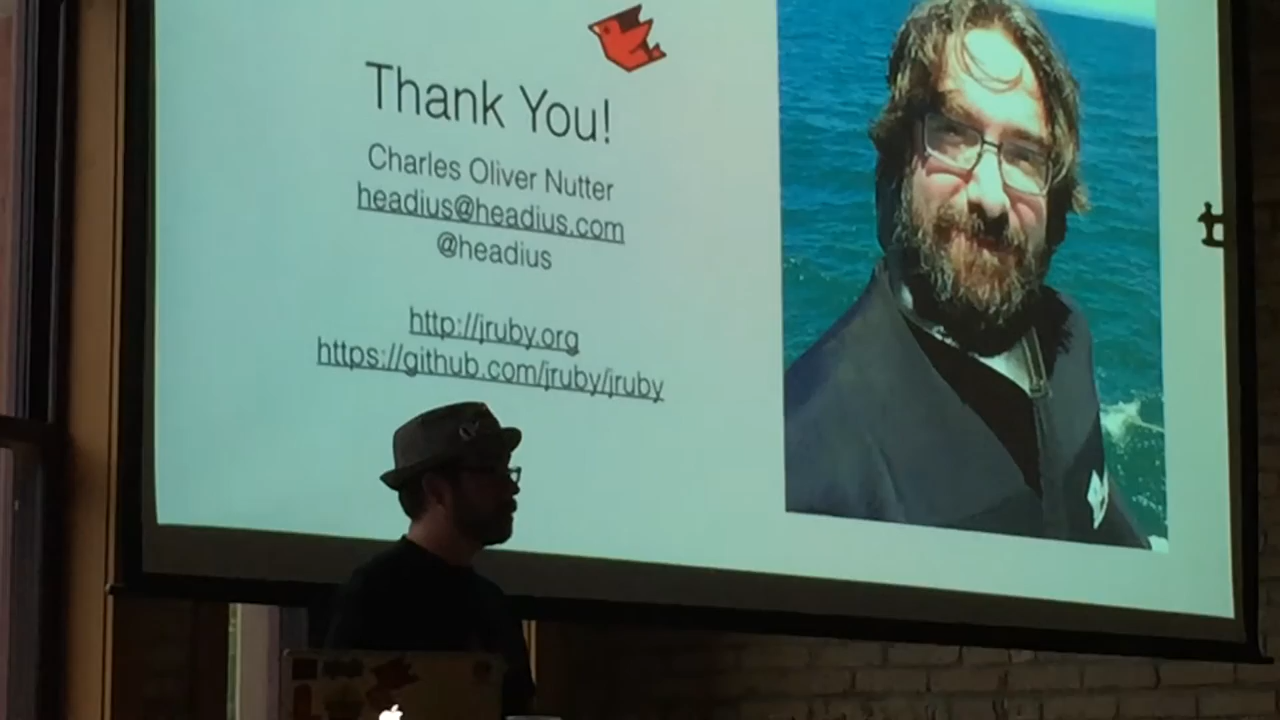 Thank You!
Charles Oliver Nutter
headius@headius.com
@headius
http://jruby.org
https://github.com/jruby/jruby